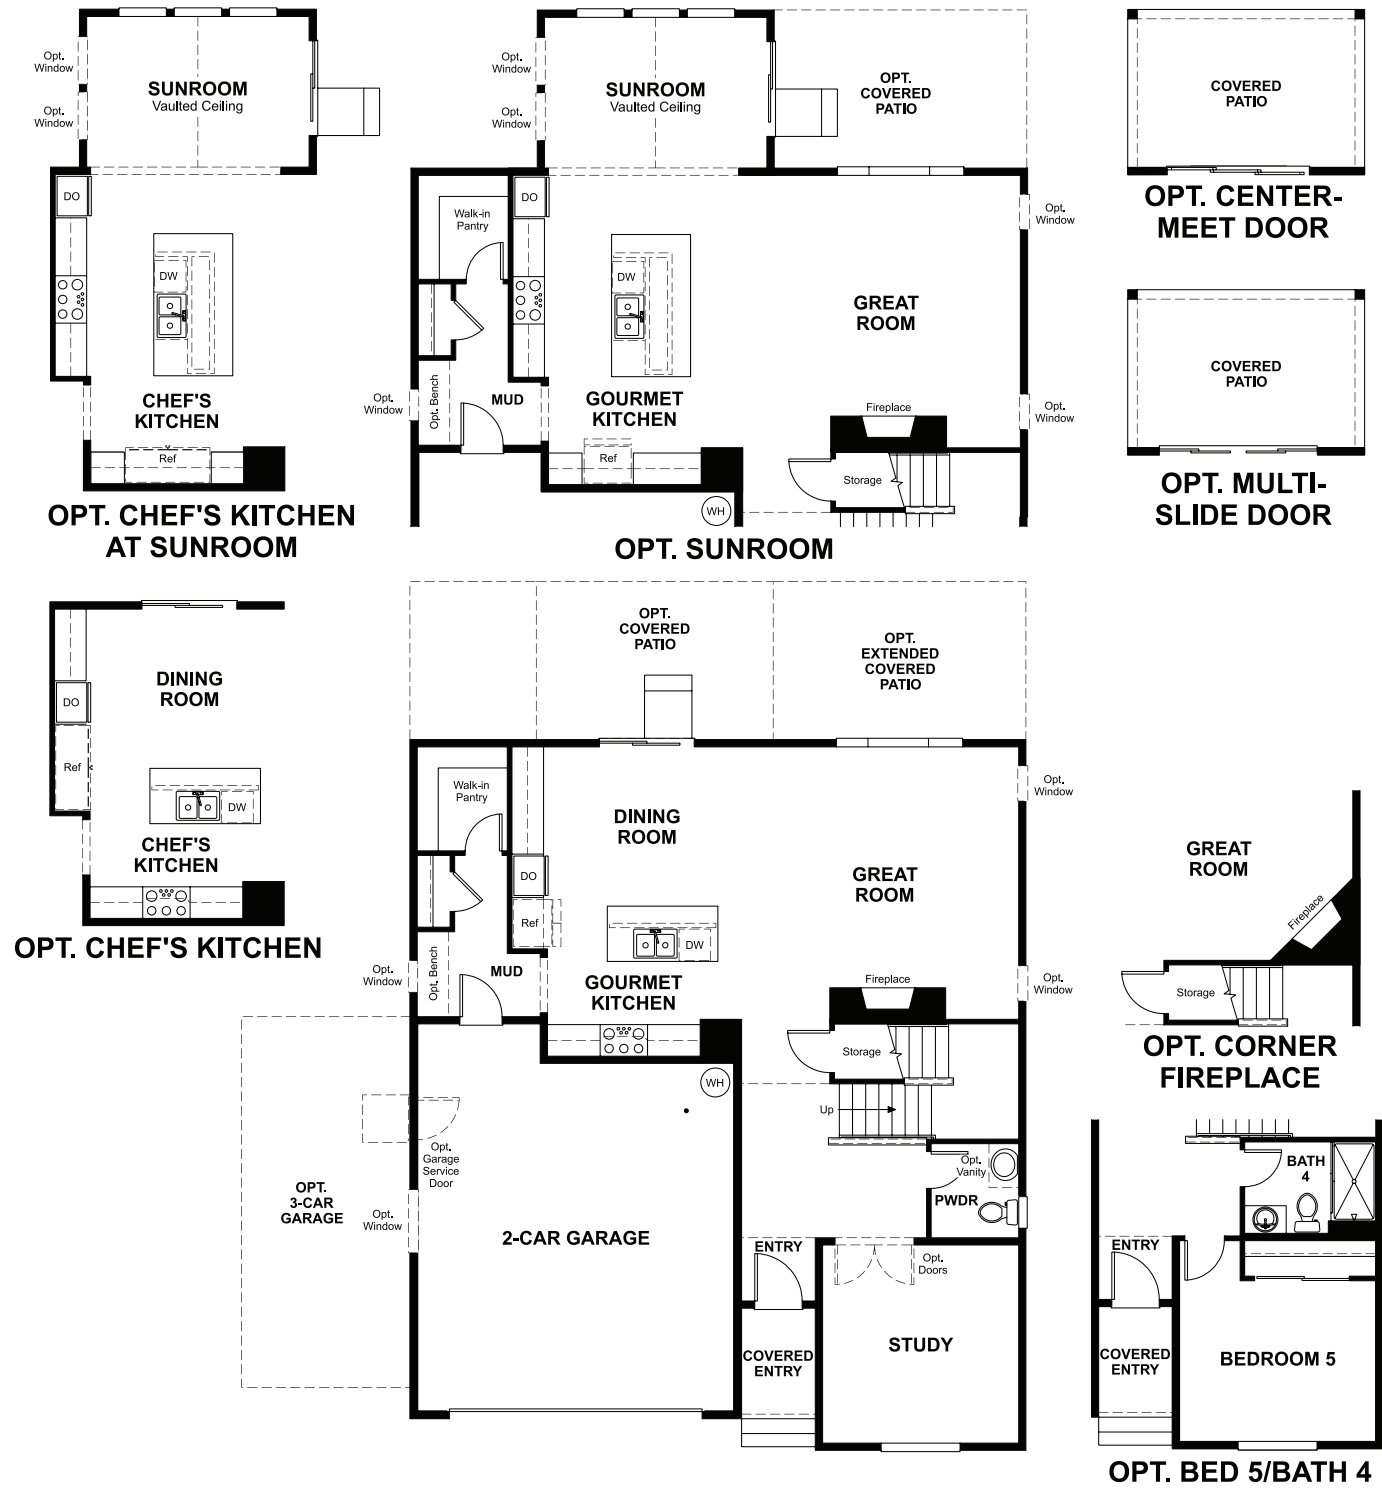 Opt.
Window
Opt.
Window
SUNROOM
Vaulted Ceiling
DO
DW
CHEF'S
KITCHEN
Ref
OPT. CHEF'S KITCHEN
AT SUNROOM
Opt.
Window
Opt.
Window
SUNROOM
Vaulted Ceiling
OPT.
COVERED
PATIO
Walk-in
Pantry
DO
DW
Opt.
Window
GREAT
ROOM
Opt.
Window
Opt. Bench
MUD
GOURMET
KITCHEN
Fireplace
Opt.
Window
Ref
Storage
WH
OPT. SUNROOM
COVERED
PATIO
OPT. CENTER-
MEET DOOR
COVERED
PATIO
OPT. MULTI-
SLIDE DOOR
DINING
ROOM
DO
Ref
DW
CHEF'S
KITCHEN
OPT. CHEF'S KITCHEN
OPT.
COVERED
PATIO
OPT.
EXTENDED
COVERED
PATIO
Walk-in
Pantry
DINING
ROOM
Opt.
Window
DO
GREAT
ROOM
Ref
DW
Opt.
Window
Opt. Bench
MUD
GOURMET
KITCHEN
Fireplace
Opt.
Window
Storage
WH
Up
Opt.
Garage
Service
Door
OPT.
3-CAR
GARAGE
Opt.
Window
2-CAR GARAGE
Opt.
Vanity
PWDR
ENTRY
Opt.
Doors
COVERED
ENTRY
STUDY
GREAT
ROOM
Fireplace
Storage
OPT. CORNER
FIREPLACE
BATH
4
ENTRY
COVERED
ENTRY
BEDROOM 5
OPT. BED 5/BATH 4